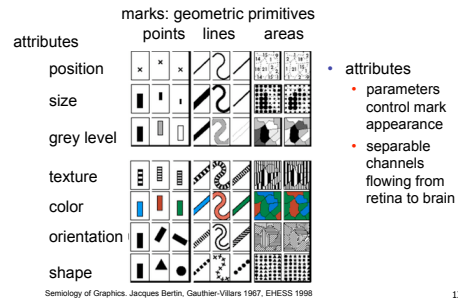 marks: geometric primitives
attributes
points lines areas
position
size
grey level
texture
color
orientation
shape
• attributes
• parameters control mark appearance
• separable channels flowing from retina to brain
Semiology of Graphics. Jacques Bertin, Gauthier-Villars 1967, EHESS 1998